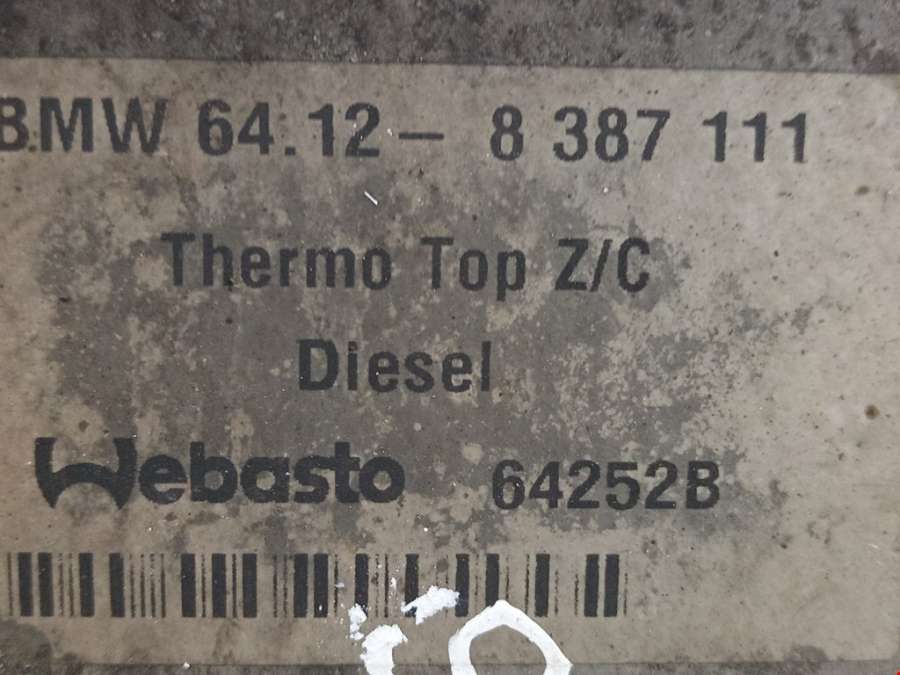 BMW 64.12- 8 387 111
Thermo Top Z/C
Diesel
Webasto 64252B